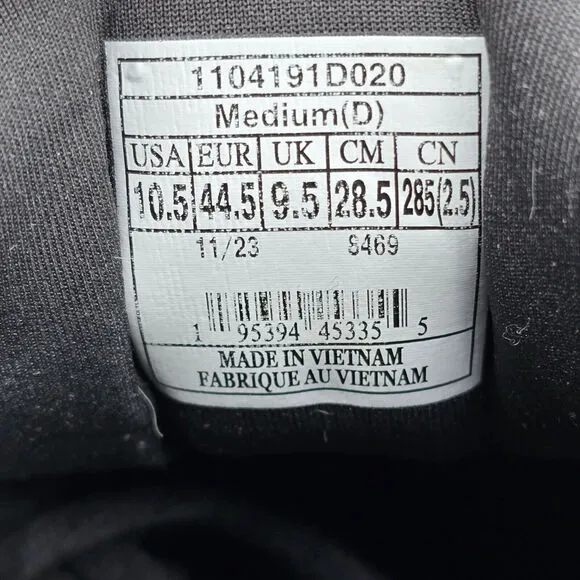 1104191D020
Medium(D)
USA EUR UK CM CN
10.5 44.5 9.5 28.5 285(2.5)
11/23 8469
1 95394 45335 5
MADE IN VIETNAM
FABRIQUE AU VIETNAM